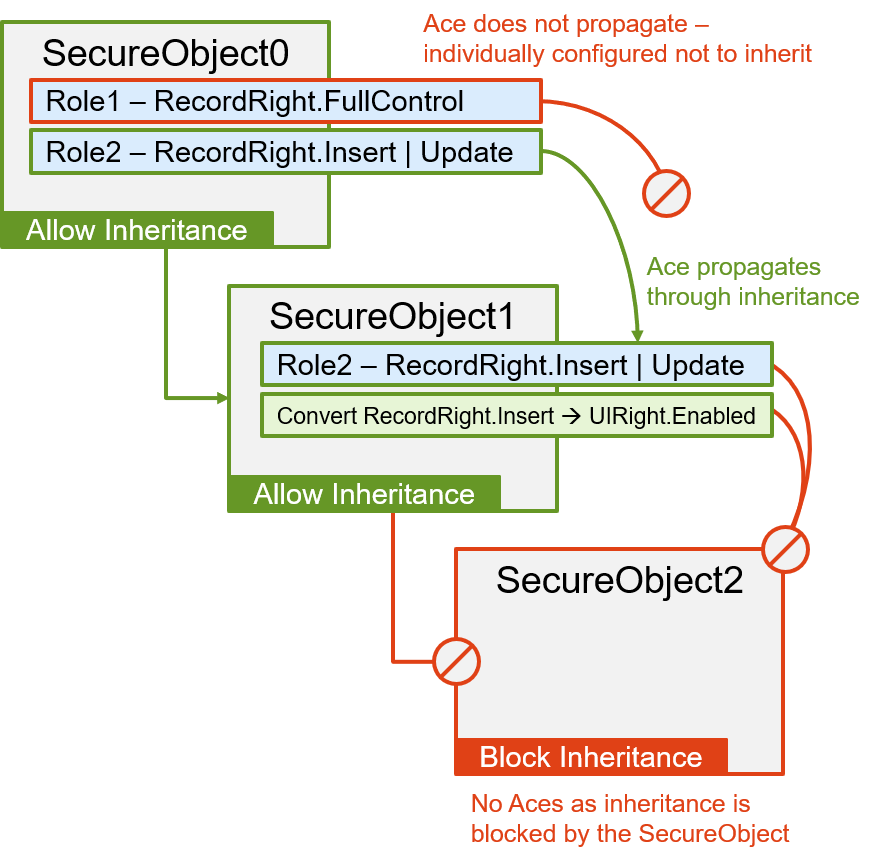 Ace does not propagate –
individually configured not to inherit
SecureObject0
Role1 – RecordRight.FullControl
Role2 – RecordRight.Insert | Update
Allow Inheritance
Ace propagates
through inheritance
SecureObject1
Role2 – RecordRight.Insert | Update
Convert RecordRight.Insert → UIRight.Enabled
Allow Inheritance
SecureObject2
Block Inheritance
No Aces as inheritance is
blocked by the SecureObject